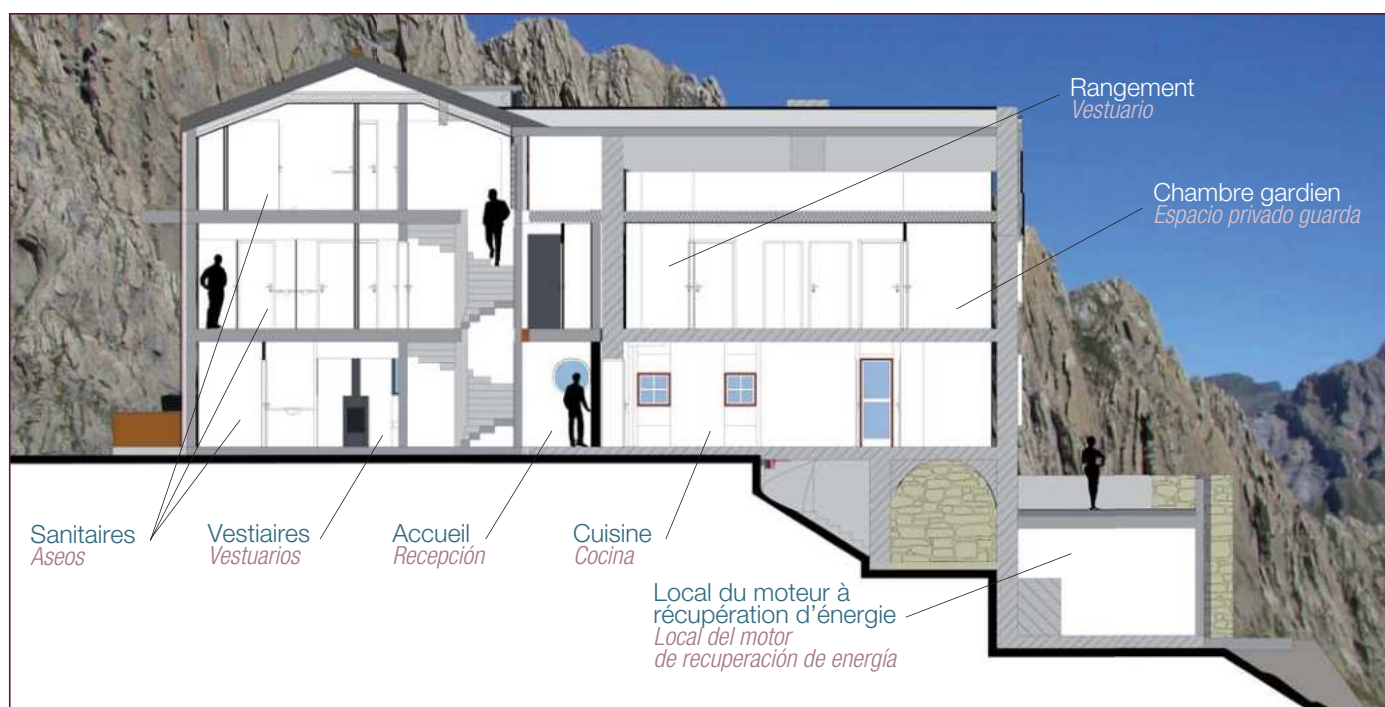 Rangement
Vestuario
Chambre gardien
Espacio privado guarda
Sanitaires
Aseos
Vestiaires
Vestuarios
Accueil
Recepción
Cuisine
Cocina
Local du moteur à
récupération d'énergie
Local del motor
de recuperación de energía